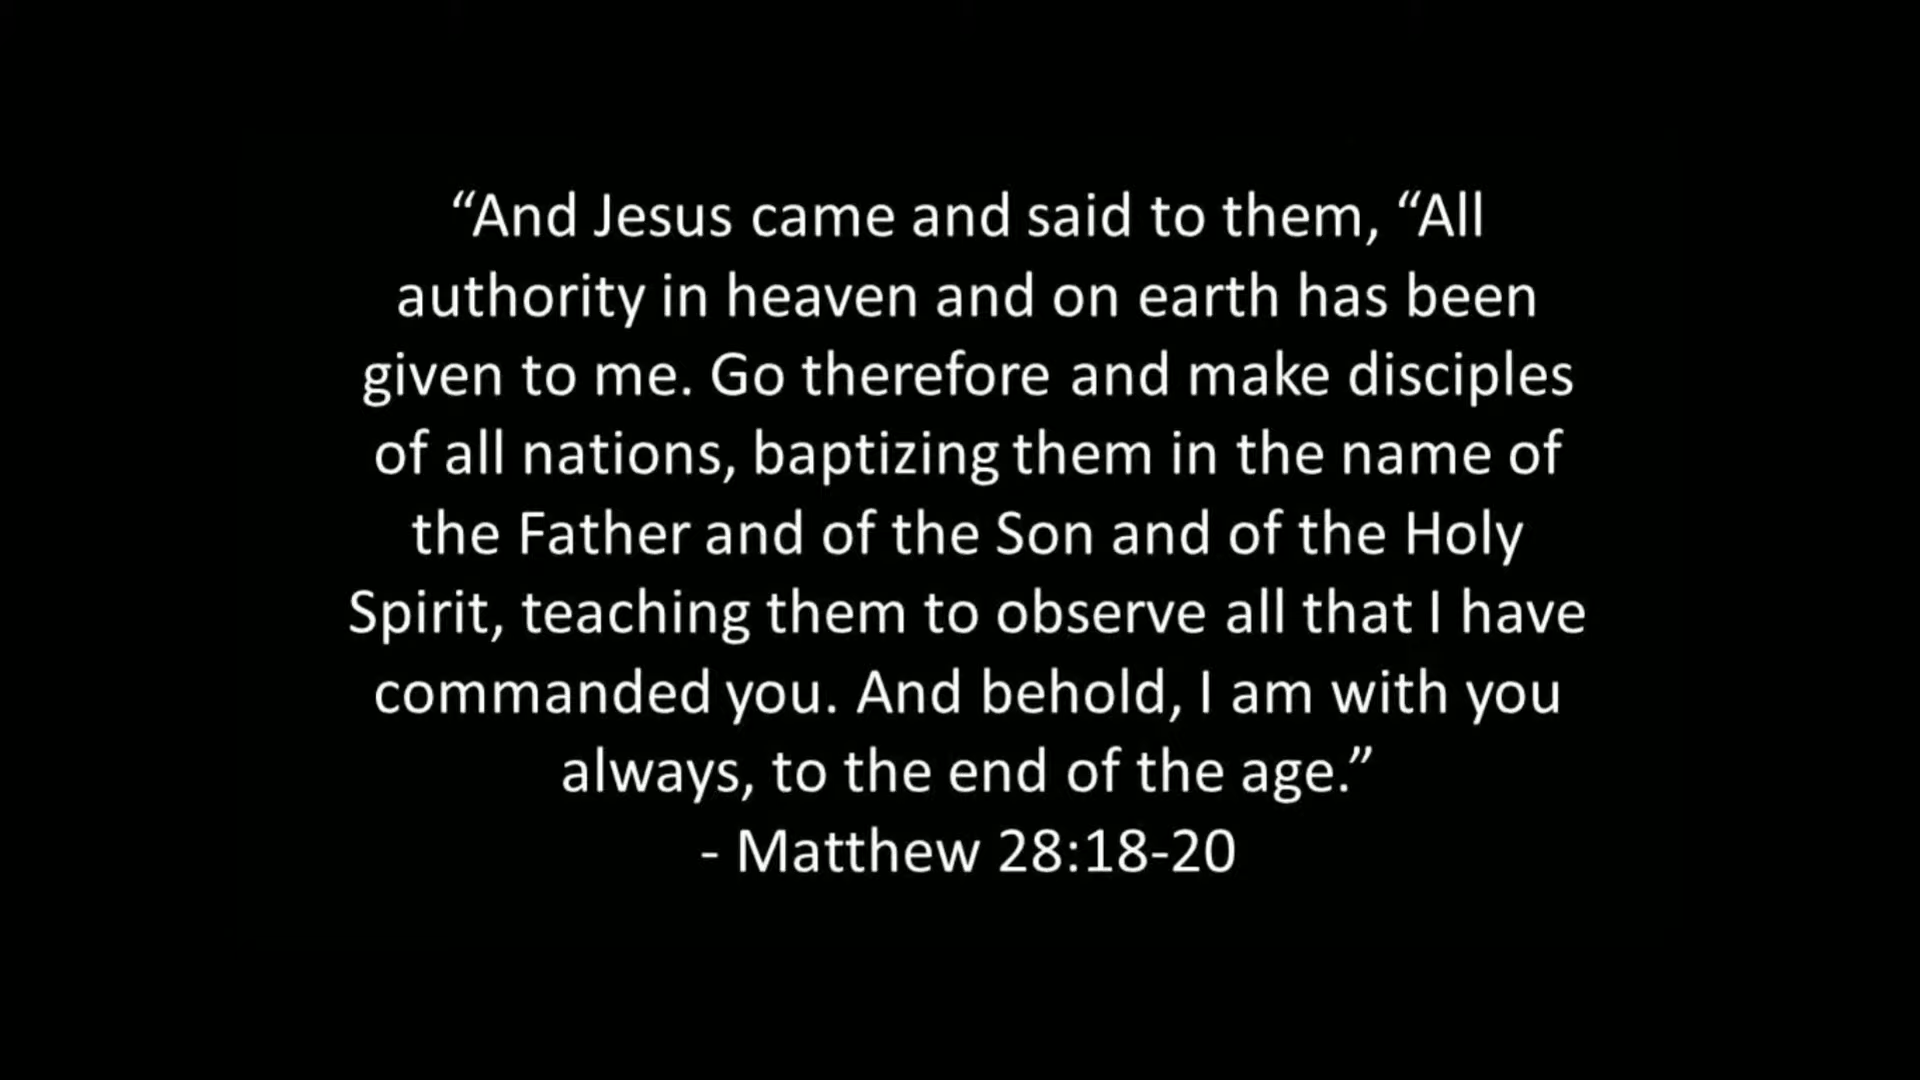 “And Jesus came and said to them, “All
authority in heaven and on earth has been
given to me. Go therefore and make disciples
of all nations, baptizing them in the name of
the Father and of the Son and of the Holy
Spirit, teaching them to observe all that I have
commanded you. And behold, I am with you
always, to the end of the age.”
- Matthew 28:18-20